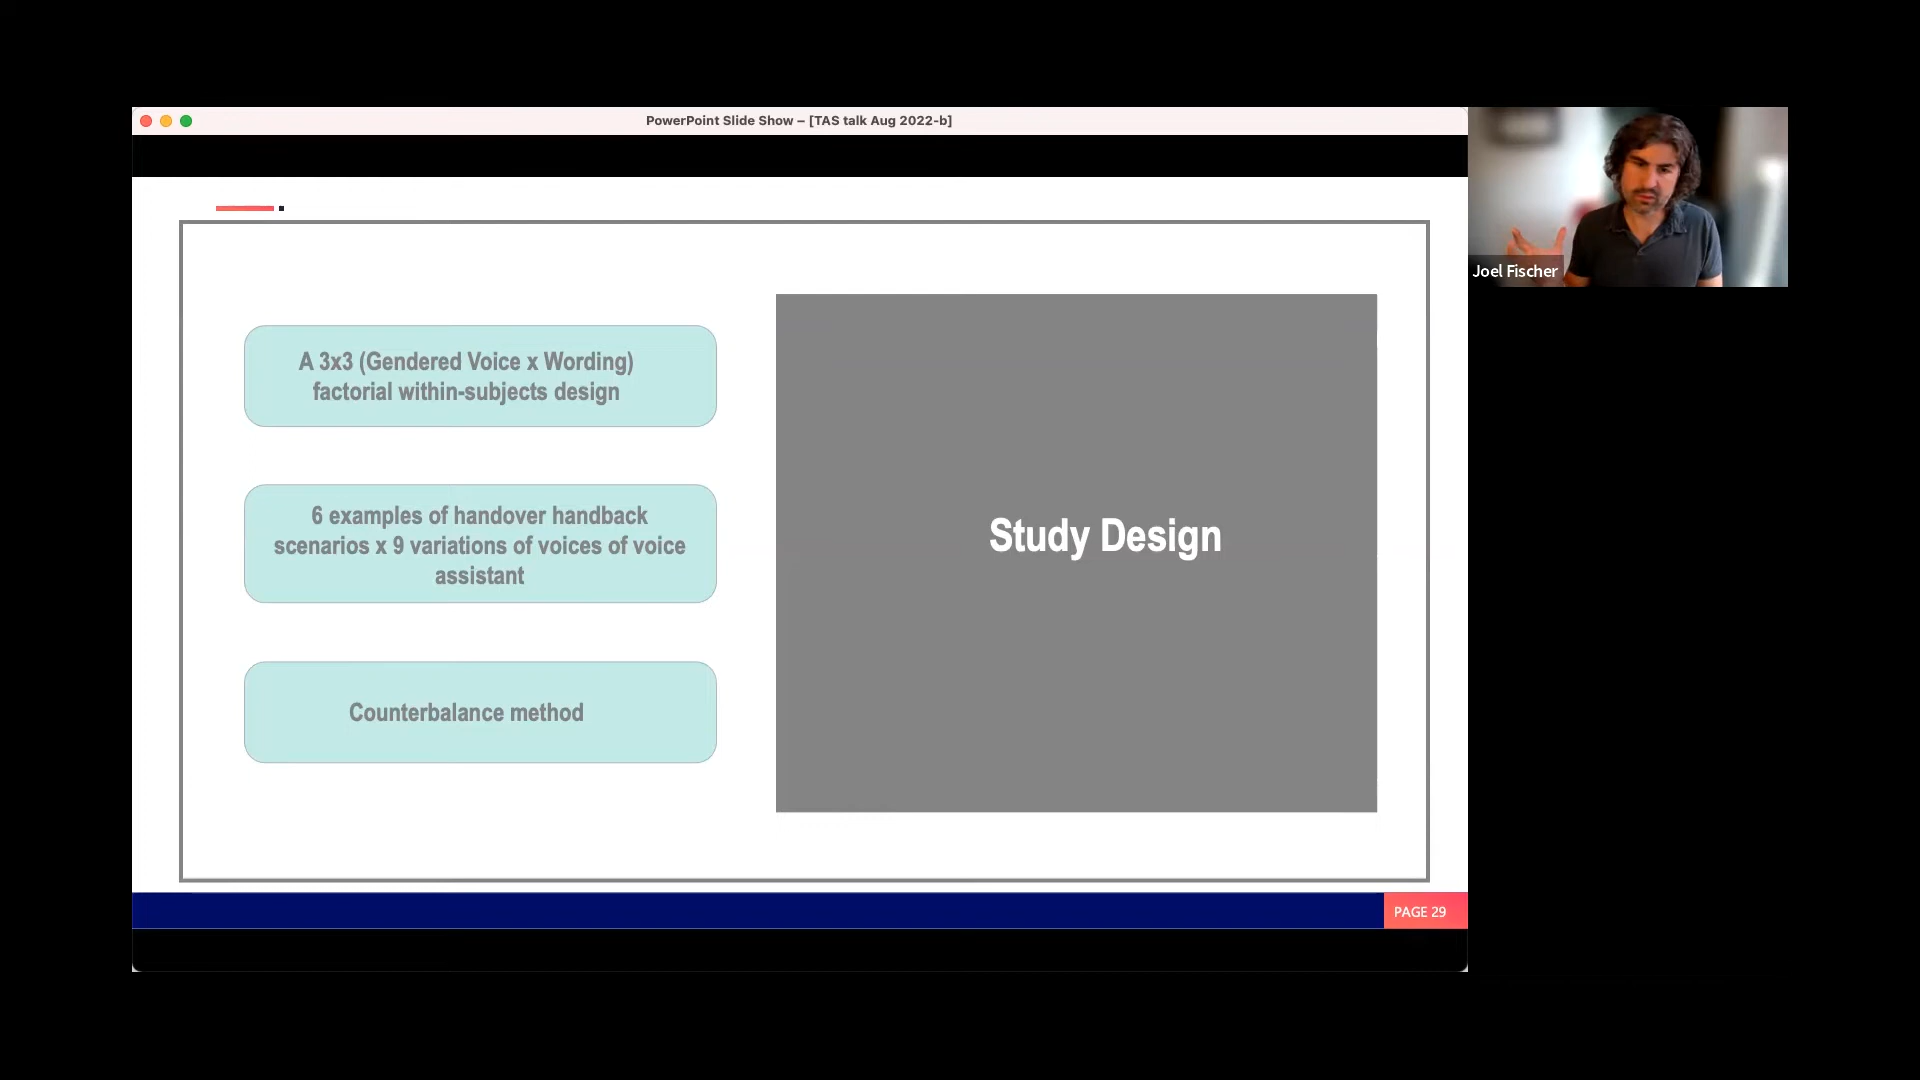 PowerPoint Slide Show – [TAS talk Aug 2022-b]
Joel Fischer
A 3x3 (Gendered Voice x Wording)
factorial within-subjects design
6 examples of handover handback
scenarios x 9 variations of voices of voice
assistant
Counterbalance method
Study Design
PAGE 29